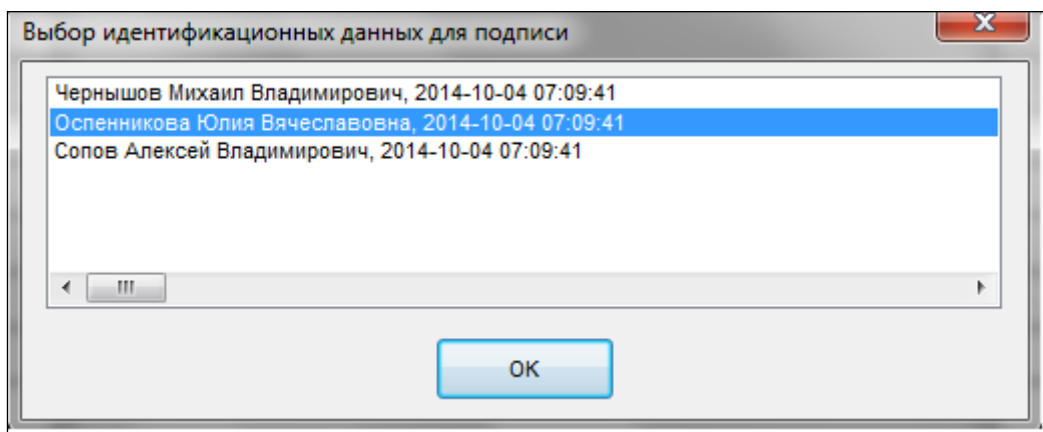 Выбор идентификационных данных для подписи
Чернышов Михаил Владимирович, 2014-10-04 07:09:41
Оспенникова Юлия Вячеславовна, 2014-10-04 07:09:41
Сопов Алексей Владимирович, 2014-10-04 07:09:41
ОК